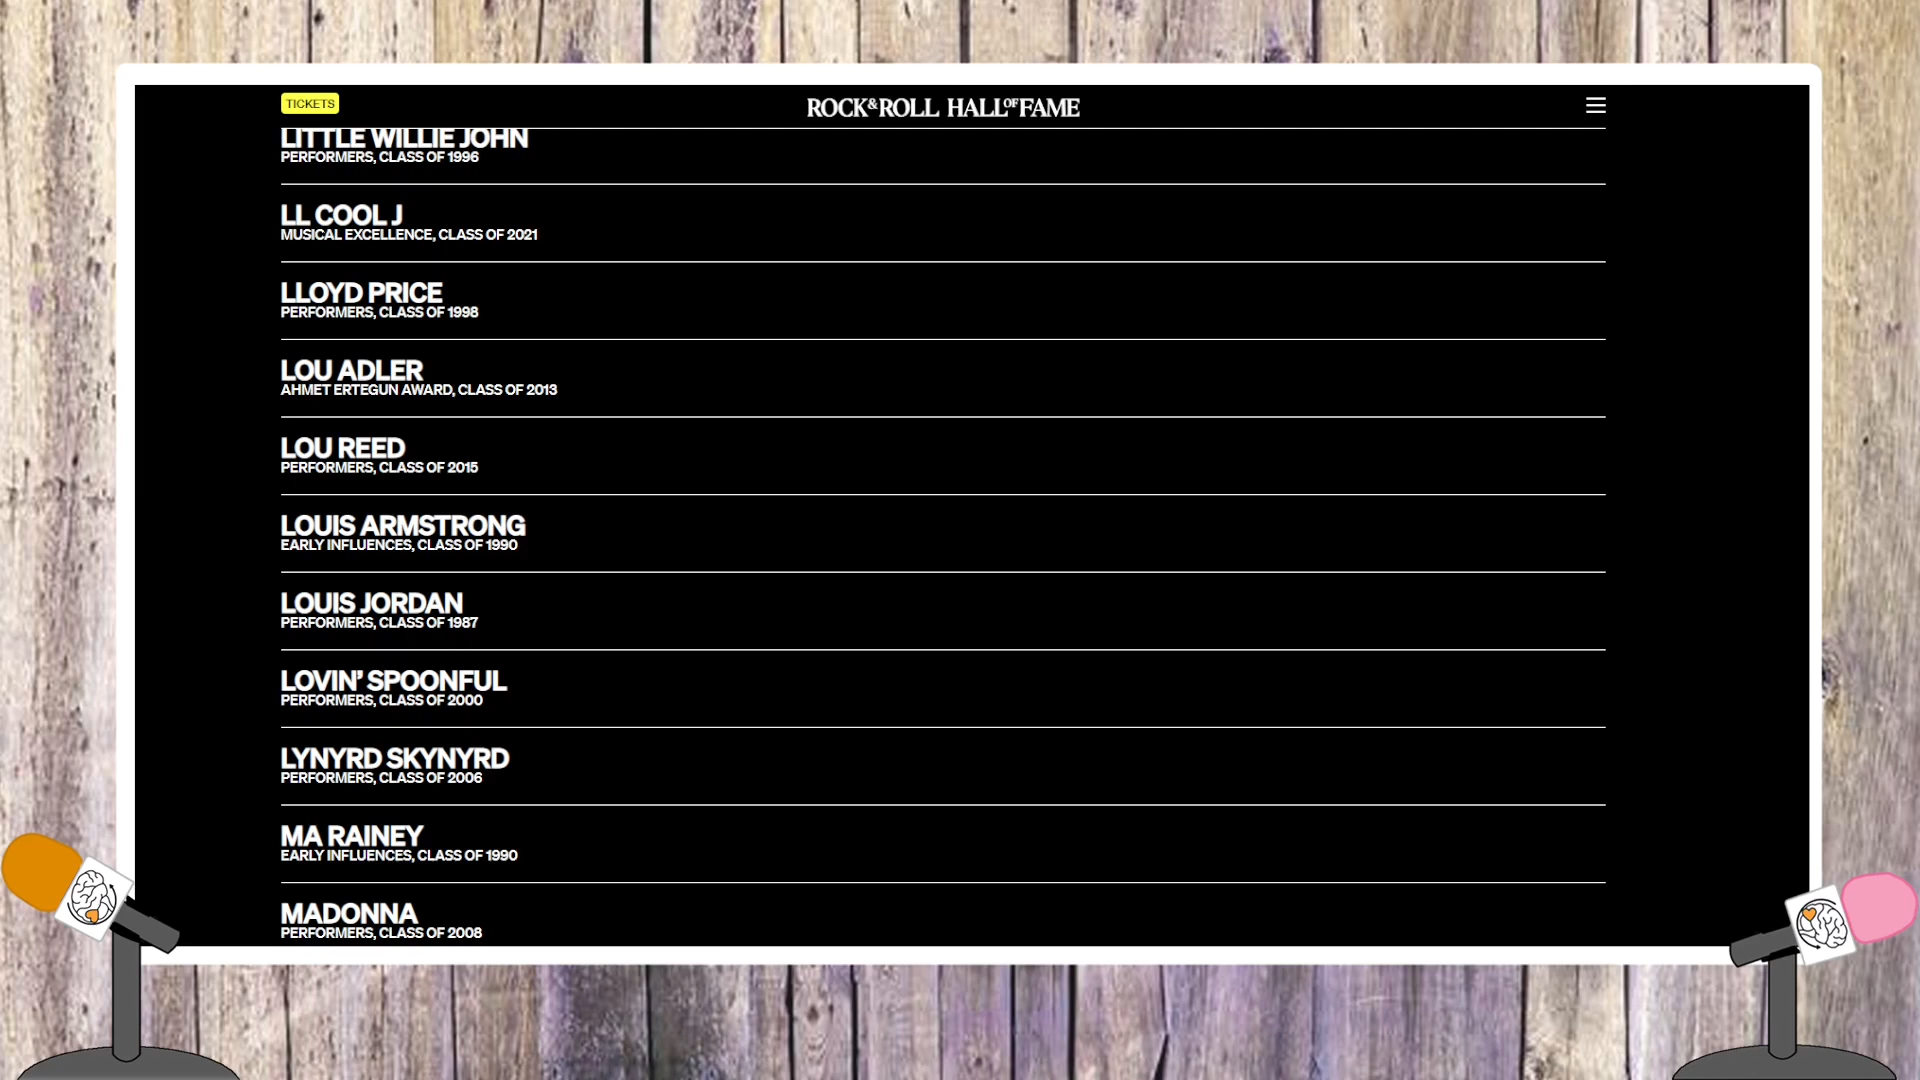 TICKETS
ROCK&ROLL HALL OF FAME
LITTLE WILLIE JOHN
PERFORMERS, CLASS OF 1996
LL COOL J
MUSICAL EXCELLENCE, CLASS OF 2021
LLOYD PRICE
PERFORMERS, CLASS OF 1998
LOU ADLER
AHMET ERTEGUN AWARD, CLASS OF 2013
LOU REED
PERFORMERS, CLASS OF 2015
LOUIS ARMSTRONG
EARLY INFLUENCES, CLASS OF 1990
LOUIS JORDAN
PERFORMERS, CLASS OF 1987
LOVIN’ SPOONFUL
PERFORMERS, CLASS OF 2000
LYNYRD SKYNYRD
PERFORMERS, CLASS OF 2006
MA RAINEY
EARLY INFLUENCES, CLASS OF 1990
MADONNA
PERFORMERS, CLASS OF 2008